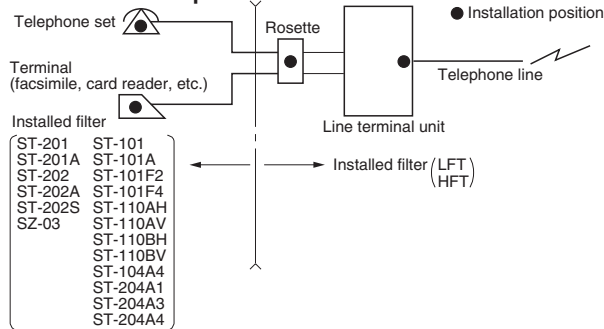 Telephone set
● Installation position
Rosette
Terminal
(facsimile, card reader, etc.)
Telephone line
Line terminal unit
Installed filter
ST-201 ST-101
ST-201A ST-101A
ST-202 ST-101F2
ST-202A ST-101F4
ST-202S ST-110AH
SZ-03 ST-110AV
ST-110BH
ST-110BV
ST-104A4
ST-204A1
ST-204A3
ST-204A4
Installed filter (LFT
HFT)